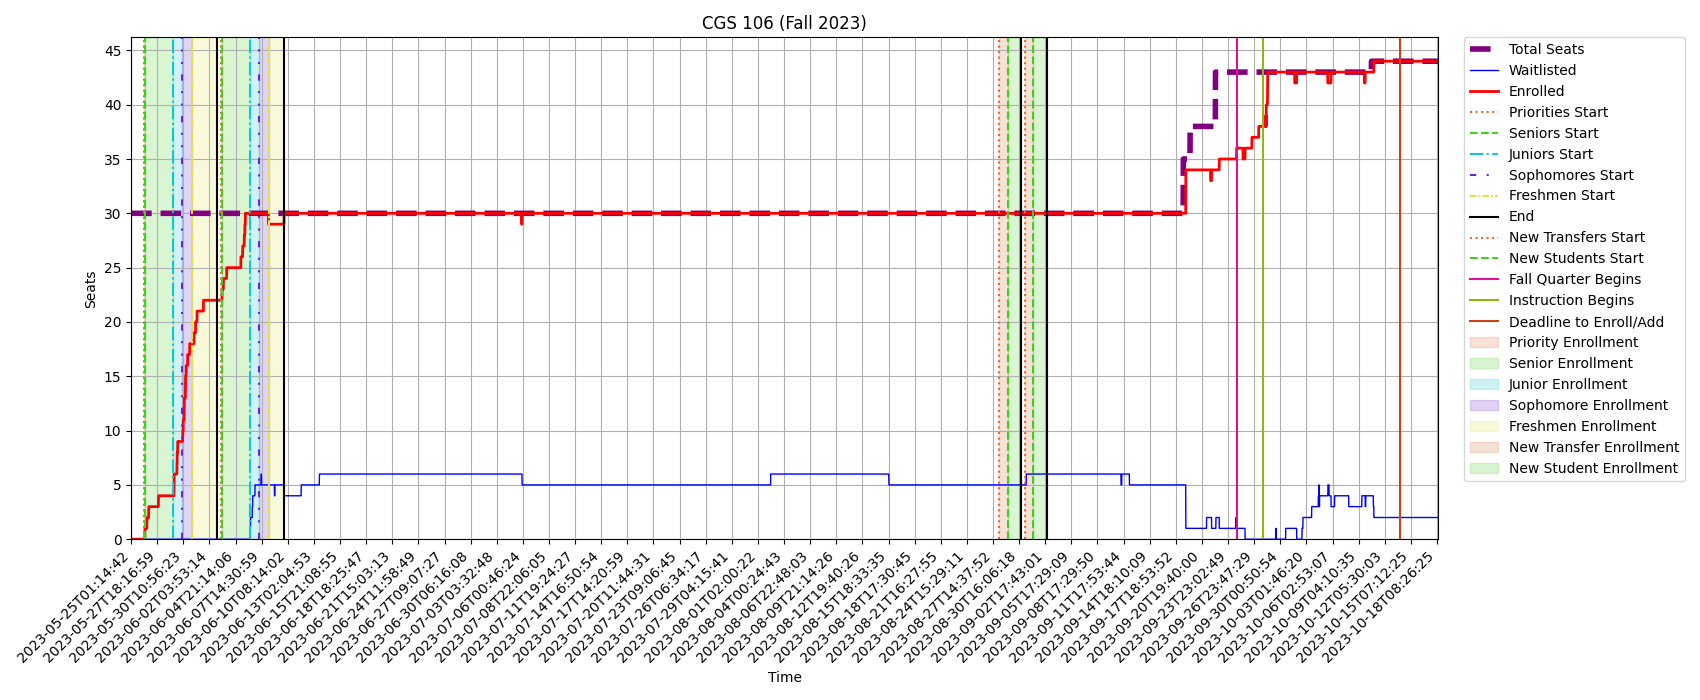 CGS 106 (Fall 2023)
Seats
45
40
35
30
25
20
15
10
5
0
2023-05-25T01:14:42
2023-05-27T18:16:59
2023-05-30T10:56:23
2023-06-02T03:53:14
2023-06-04T21:14:06
2023-06-07T14:30:59
2023-06-10T08:14:02
2023-06-13T02:04:53
2023-06-15T21:08:55
2023-06-18T18:25:47
2023-06-21T15:03:13
2023-06-24T11:58:49
2023-06-27T09:07:27
2023-06-30T06:16:08
2023-07-03T03:32:48
2023-07-06T00:46:24
2023-07-08T22:06:05
2023-07-11T19:24:27
2023-07-14T16:50:54
2023-07-17T14:20:59
2023-07-20T11:44:31
2023-07-23T09:06:45
2023-07-26T06:34:17
2023-07-29T04:15:41
2023-08-01T02:00:22
2023-08-04T00:24:43
2023-08-06T22:48:03
2023-08-09T21:14:26
2023-08-12T19:40:26
2023-08-15T18:33:35
2023-08-18T17:30:45
2023-08-21T16:27:55
2023-08-24T15:29:11
2023-08-27T14:37:52
2023-08-30T16:06:18
2023-09-02T17:43:01
2023-09-05T17:29:09
2023-09-08T17:29:50
2023-09-11T17:53:44
2023-09-14T18:10:09
2023-09-17T18:53:52
2023-09-20T19:40:00
2023-09-23T23:02:49
2023-09-26T23:47:29
2023-09-30T00:50:54
2023-10-03T01:46:20
2023-10-06T02:53:07
2023-10-09T04:10:35
2023-10-12T05:30:03
2023-10-15T07:12:25
2023-10-18T08:26:25
Time
Total Seats
Waitlisted
Enrolled
Priorities Start
Seniors Start
Juniors Start
Sophomores Start
Freshmen Start
End
New Transfers Start
New Students Start
Fall Quarter Begins
Instruction Begins
Deadline to Enroll/Add
Priority Enrollment
Senior Enrollment
Junior Enrollment
Sophomore Enrollment
Freshmen Enrollment
New Transfer Enrollment
New Student Enrollment